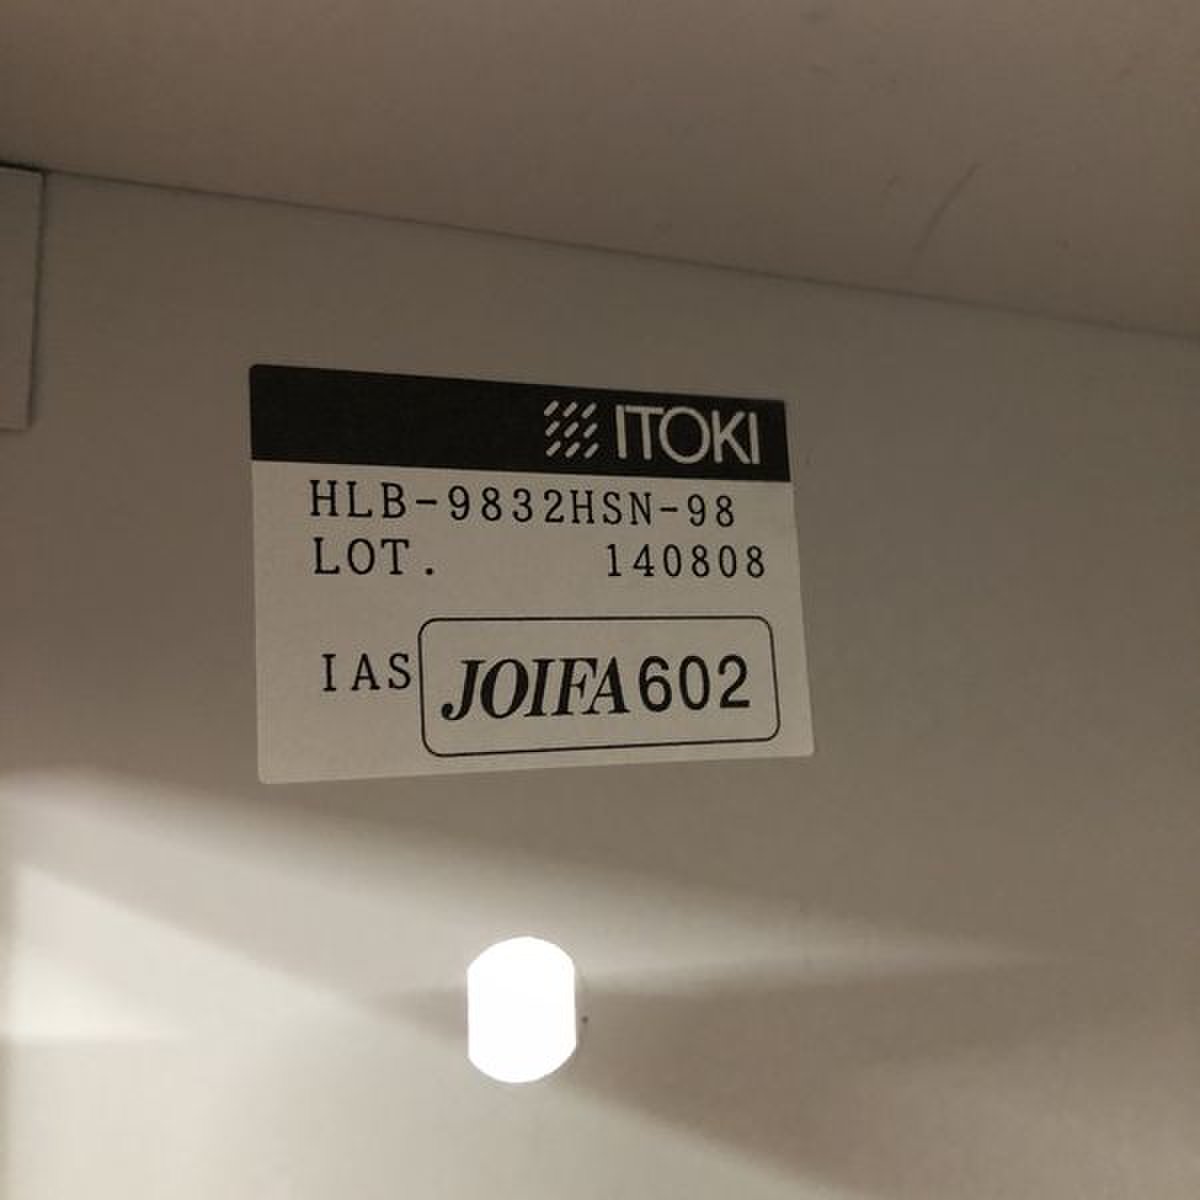 ITOKI
HLB-9832HSN-98
LOT. 140808
IAS JOIFA602